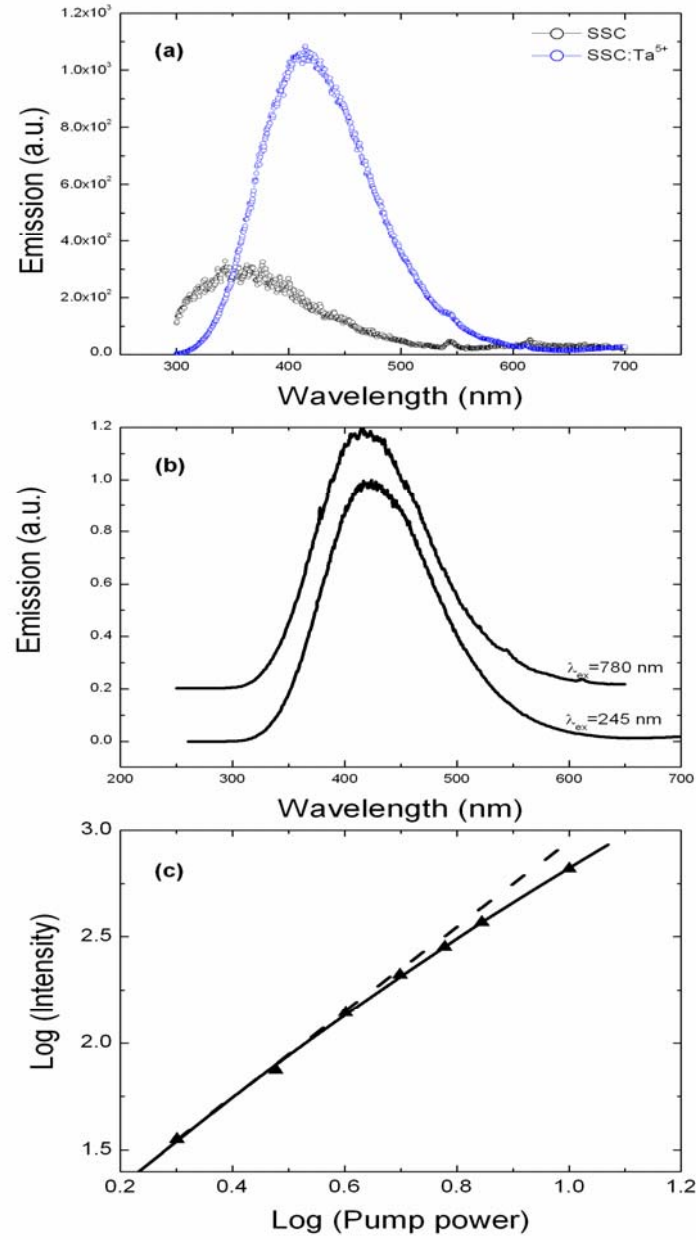 1.2x10³
(a)
SSC
SSC:Ta⁵⁺
1.0x10³
8.0x10²
6.0x10²
4.0x10²
2.0x10²
0.0
Emission (a.u.)
300 400 500 600 700
Wavelength (nm)
1.2
(b)
1.0
0.8
0.6
0.4
0.2
0.0
Emission (a.u.)
λex=780 nm
λex=245 nm
200 300 400 500 600 700
Wavelength (nm)
3.0
(c)
2.5
2.0
1.5
Log (Intensity)
0.2 0.4 0.6 0.8 1.0 1.2
Log (Pump power)